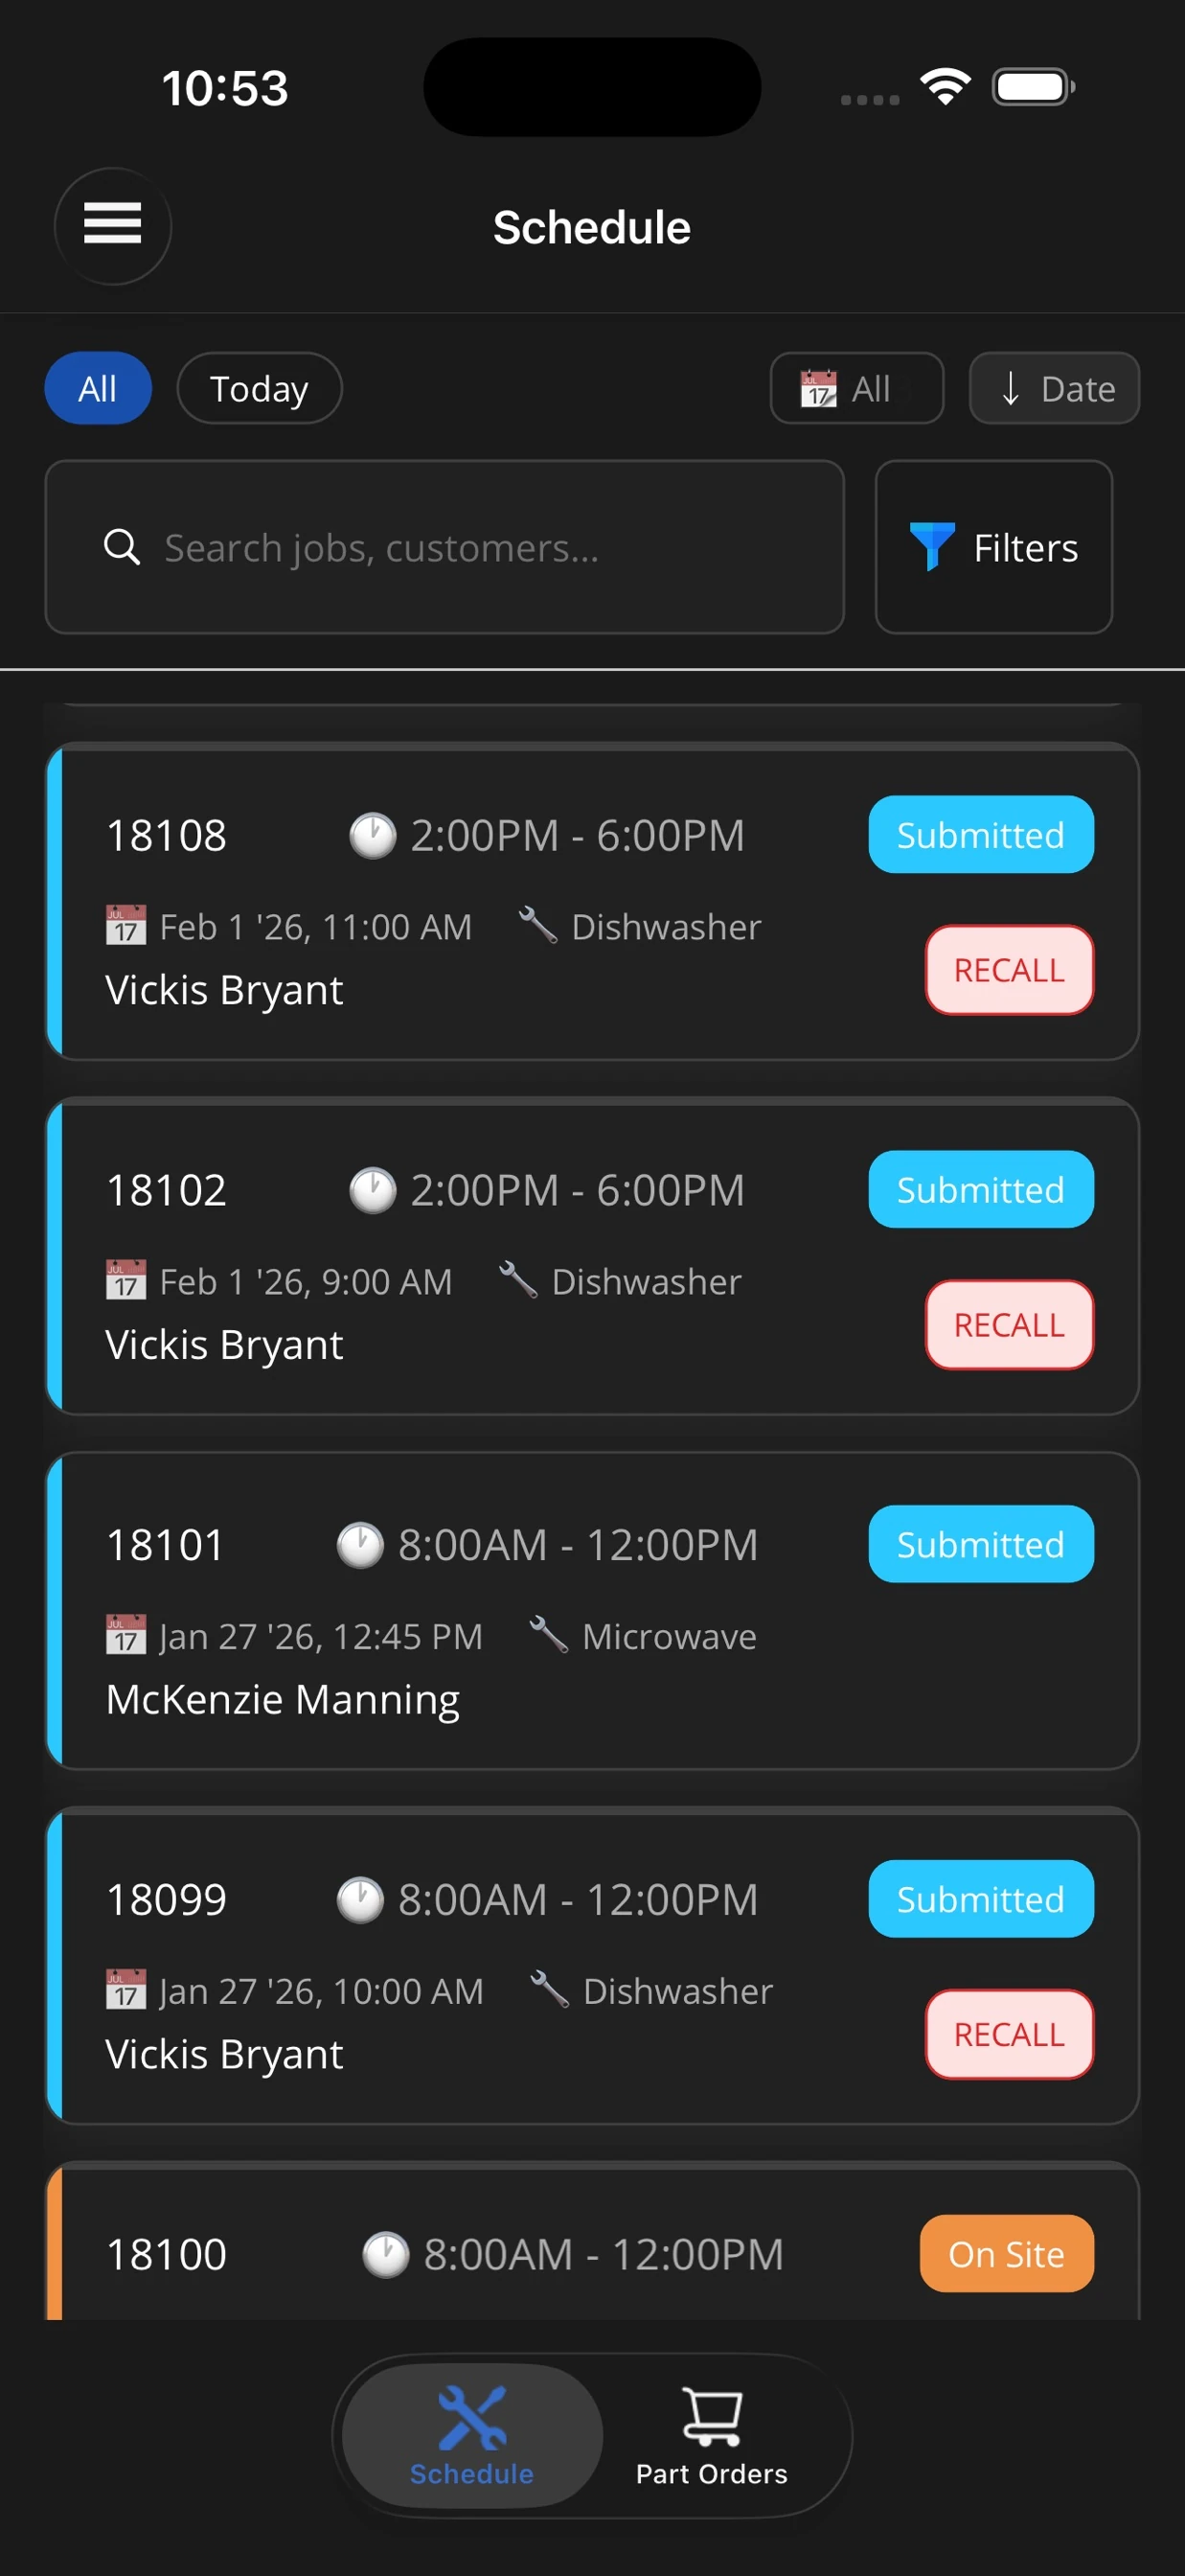 10:53
Schedule
All
Today
All
↓ Date
Search jobs, customers...
Filters
18108
2:00PM - 6:00PM
Submitted
Feb 1 '26, 11:00 AM
Dishwasher
RECALL
Vickis Bryant
18102
2:00PM - 6:00PM
Submitted
Feb 1 '26, 9:00 AM
Dishwasher
RECALL
Vickis Bryant
18101
8:00AM - 12:00PM
Submitted
Jan 27 '26, 12:45 PM
Microwave
McKenzie Manning
18099
8:00AM - 12:00PM
Submitted
Jan 27 '26, 10:00 AM
Dishwasher
RECALL
Vickis Bryant
18100
8:00AM - 12:00PM
On Site
Schedule
Part Orders